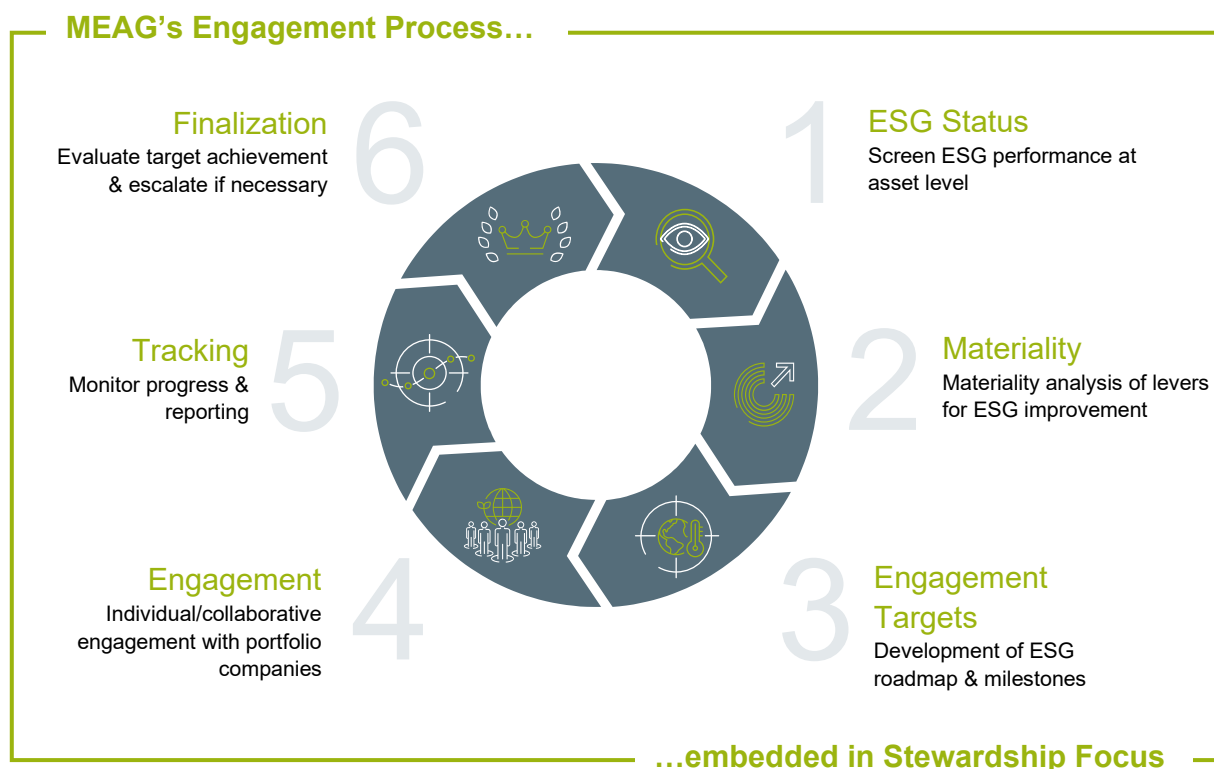 MEAG's Engagement Process…
1
ESG Status
Screen ESG performance at
asset level
2
Materiality
Materiality analysis of levers
for ESG improvement
3
Engagement
Targets
Development of ESG
roadmap & milestones
4
Engagement
Individual/collaborative
engagement with portfolio
companies
5
Tracking
Monitor progress &
reporting
6
Finalization
Evaluate target achievement
& escalate if necessary
…embedded in Stewardship Focus